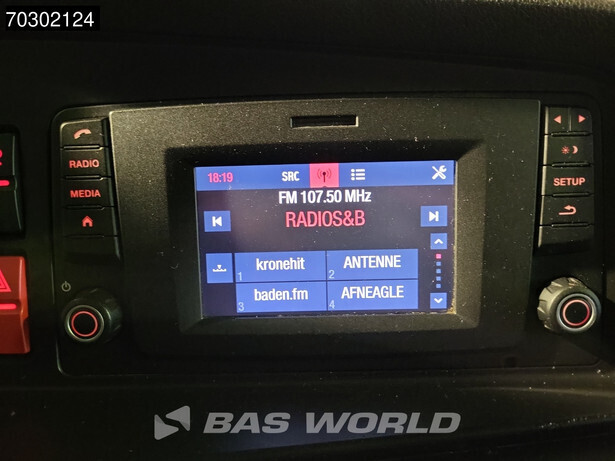 70302124
RADIO
MEDIA
SETUP
18:19 SRC
FM 107.50 MHz
RADIOS&B
1 kronehit 2 ANTENNE
3 baden.fm 4 AFNEAGLE
BAS WORLD